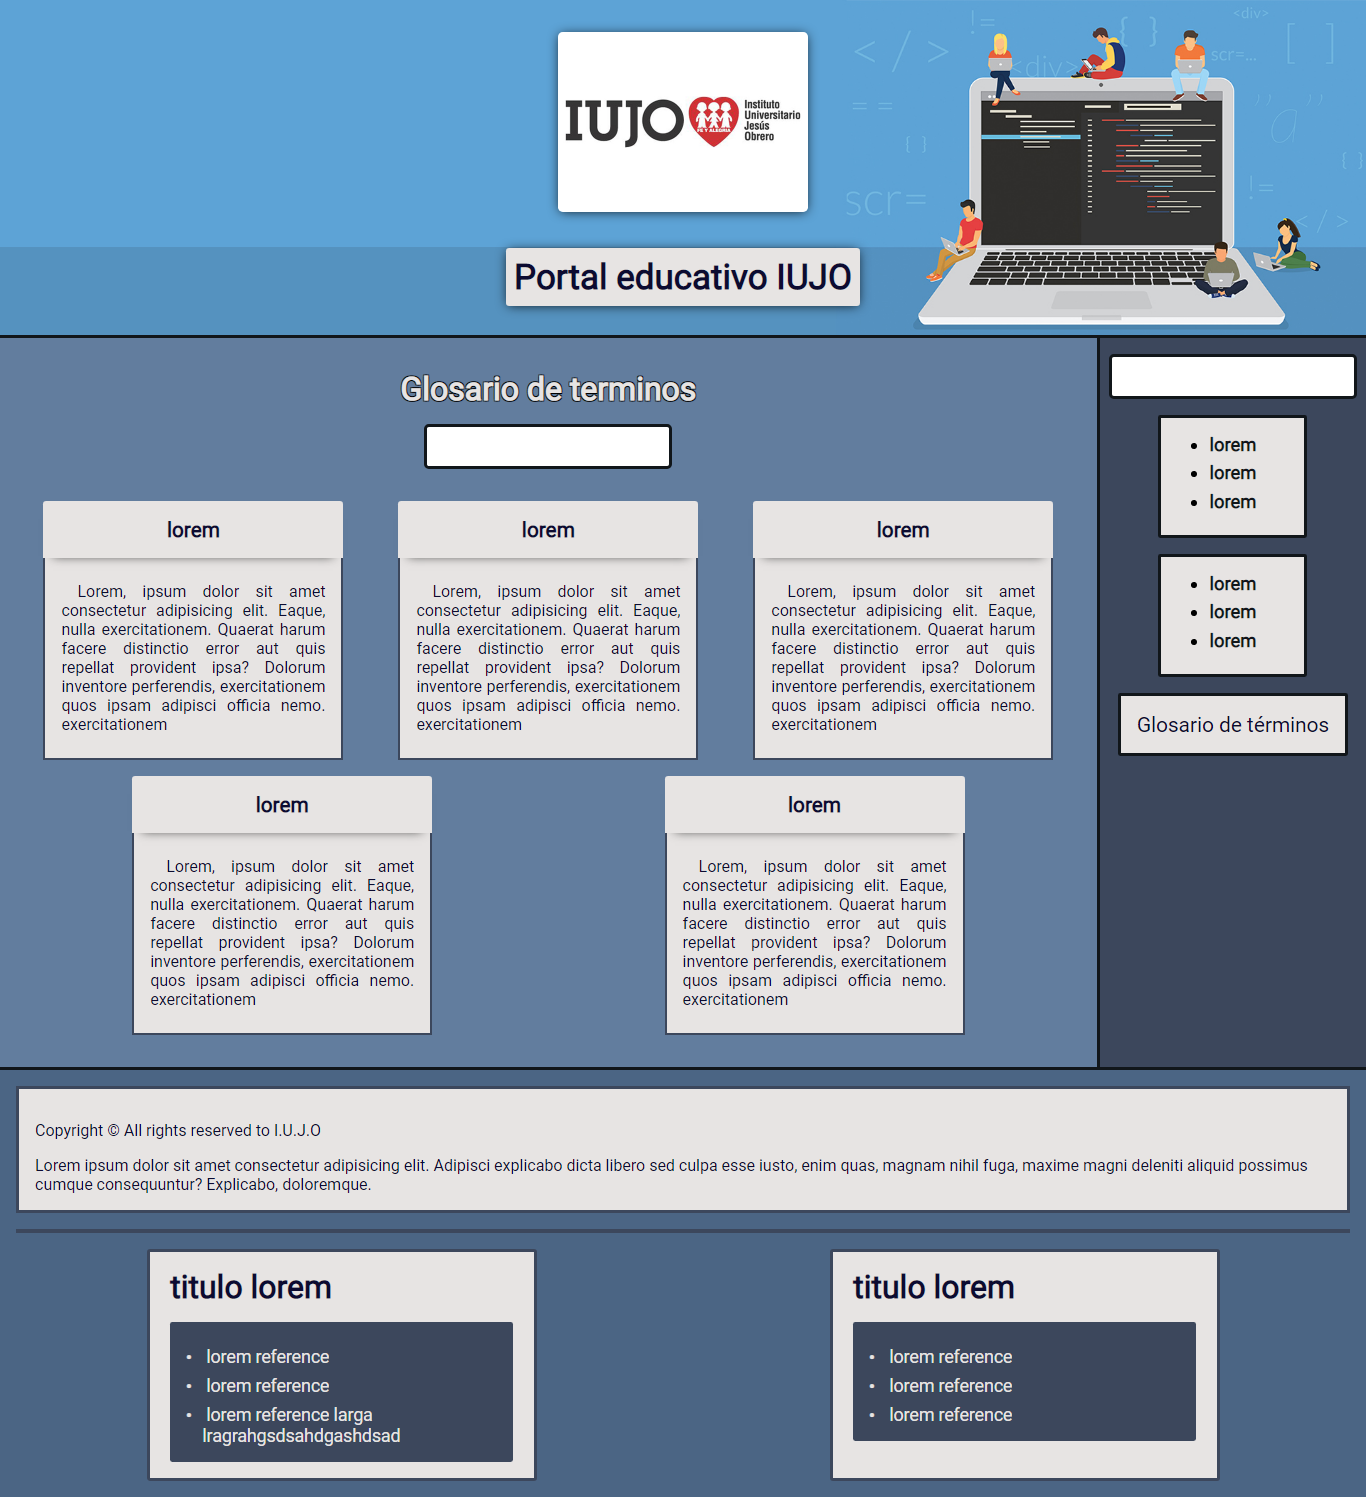 !=
<div>
{ }
[ ]
< / >
scr=...
<div>
IUJO
FE Y ALEGRÍA
Instituto
Universitario
Jesús
Obrero
= =
" a "
{ }
{ }
scr=
!=
< / >
Portal educativo IUJO
Glosario de terminos
lorem
Lorem, ipsum dolor sit amet
consectetur adipisicing elit. Eaque,
nulla exercitationem. Quaerat harum
facere distinctio error aut quis
repellat provident ipsa? Dolorum
inventore perferendis, exercitationem
quos ipsam adipisci officia nemo.
exercitationem
lorem
Lorem, ipsum dolor sit amet
consectetur adipisicing elit. Eaque,
nulla exercitationem. Quaerat harum
facere distinctio error aut quis
repellat provident ipsa? Dolorum
inventore perferendis, exercitationem
quos ipsam adipisci officia nemo.
exercitationem
lorem
Lorem, ipsum dolor sit amet
consectetur adipisicing elit. Eaque,
nulla exercitationem. Quaerat harum
facere distinctio error aut quis
repellat provident ipsa? Dolorum
inventore perferendis, exercitationem
quos ipsam adipisci officia nemo.
exercitationem
lorem
Lorem, ipsum dolor sit amet
consectetur adipisicing elit. Eaque,
nulla exercitationem. Quaerat harum
facere distinctio error aut quis
repellat provident ipsa? Dolorum
inventore perferendis, exercitationem
quos ipsam adipisci officia nemo.
exercitationem
lorem
Lorem, ipsum dolor sit amet
consectetur adipisicing elit. Eaque,
nulla exercitationem. Quaerat harum
facere distinctio error aut quis
repellat provident ipsa? Dolorum
inventore perferendis, exercitationem
quos ipsam adipisci officia nemo.
exercitationem
• lorem
• lorem
• lorem
• lorem
• lorem
• lorem
Glosario de términos
Copyright © All rights reserved to I.U.J.O
Lorem ipsum dolor sit amet consectetur adipisicing elit. Adipisci explicabo dicta libero sed culpa esse iusto, enim quas, magnam nihil fuga, maxime magni deleniti aliquid possimus
cumque consequuntur? Explicabo, doloremque.
titulo lorem
• lorem reference
• lorem reference
• lorem reference larga
lragrahgsdsahdgashdsad
titulo lorem
• lorem reference
• lorem reference
• lorem reference